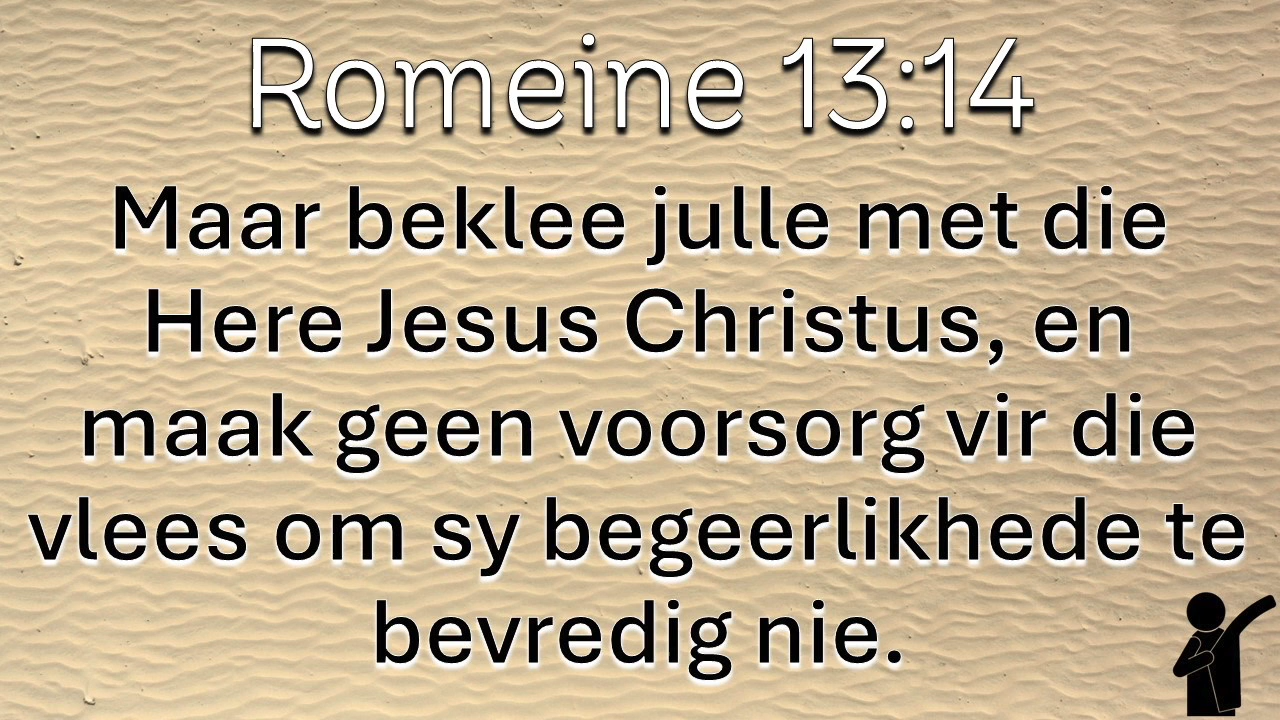 Romeine 13:14
Maar beklee julle met die
Here Jesus Christus, en
maak geen voorsorg vir die
vlees om sy begeerlikhede te
bevredig nie.